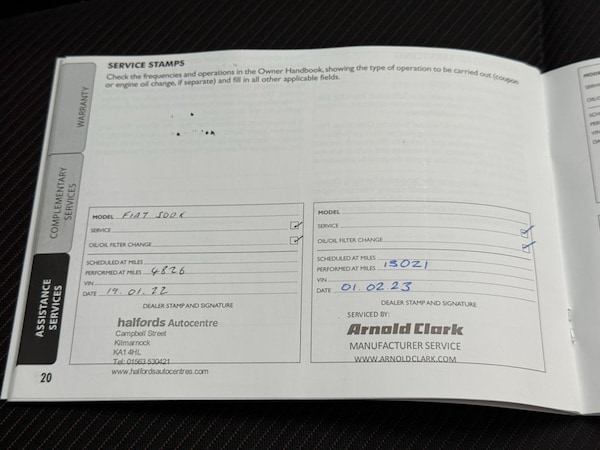 SERVICE STAMPS
Check the frequencies and operations in the Owner Handbook, showing the type of operation to be carried out (coupon
or engine oil change, if separate) and fill in all other applicable fields.
WARRANTY
COMPLEMENTARY
SERVICES
ASSISTANCE
SERVICES
MODEL FIAT 500X
SERVICE
OIL/OIL FILTER CHANGE
SCHEDULED AT MILES
PERFORMED AT MILES 4826
VIN
DATE 19.01.22
DEALER STAMP AND SIGNATURE
halfords Autocentre
Campbell Street
Kilmarnock
KA1 4HL
Tel: 01563 530421
www.halfordsautocentres.com
MODEL
SERVICE
OIL/OIL FILTER CHANGE
SCHEDULED AT MILES
PERFORMED AT MILES 13021
VIN
DATE 01.02 23
DEALER STAMP AND SIGNATURE
SERVICED BY:
Arnold Clark
MANUFACTURER SERVICE
WWW.ARNOLDCLARK.COM
20